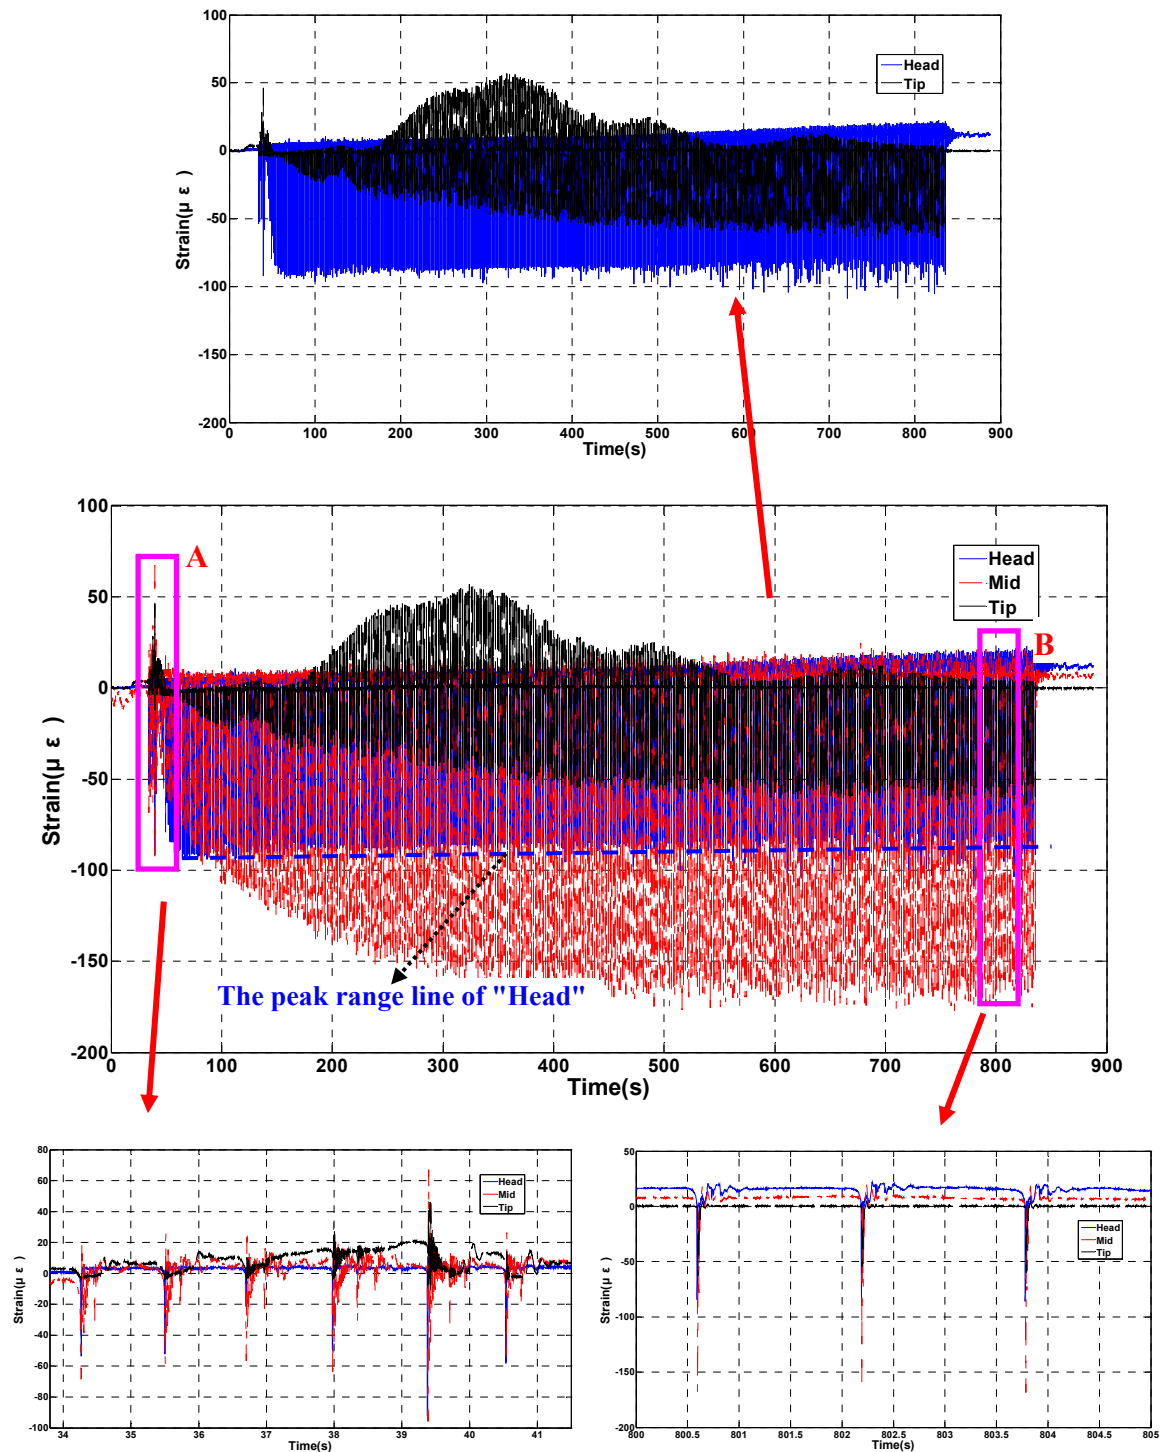 100
50
0
-50
-100
-150
-200
Strain(μ ε )
Head
Tip
0 100 200 300 400 500 600 700 800 900
Time(s)
100
50
0
-50
-100
-150
-200
Strain(μ ε )
A
B
Head
Mid
Tip
The peak range line of "Head"
0 100 200 300 400 500 600 700 800 900
Time(s)
80
60
40
20
0
-20
-40
-60
-80
-100
Strain(μ ε )
Head
Mid
Tip
34 35 36 37 38 39 40 41
Time(s)
50
0
-50
-100
-150
-200
Strain(μ ε )
Head
Mid
Tip
800 800.5 801 801.5 802 802.5 803 803.5 804 804.5 805
Time(s)